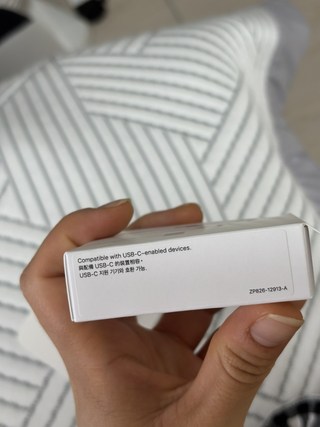 Compatible with USB-C-enabled devices.
與配備 USB-C 的裝置相容。
USB-C 지원 기기와 호환 가능.
ZP626-12913-A